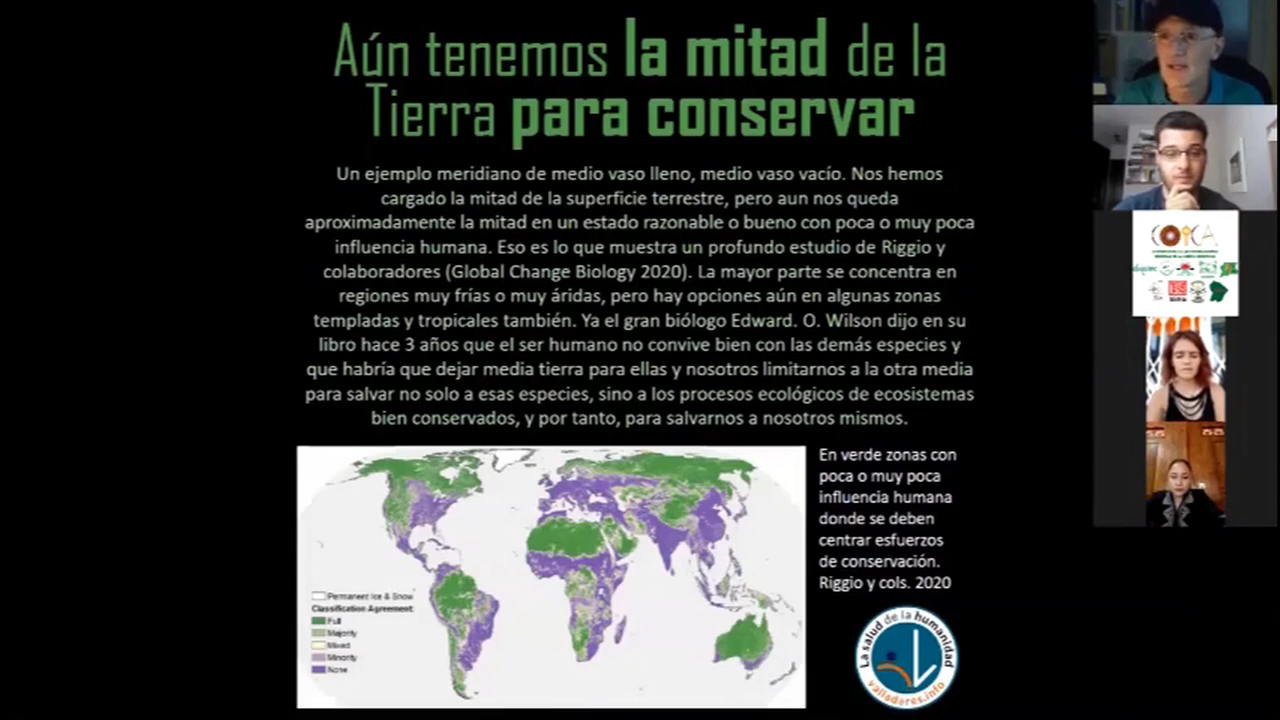 Aún tenemos la mitad de la
Tierra para conservar
Un ejemplo meridiano de medio vaso lleno, medio vaso vacío. Nos hemos
cargado la mitad de la superficie terrestre, pero aun nos queda
aproximadamente la mitad en un estado razonable o bueno con poca o muy poca
influencia humana. Eso es lo que muestra un profundo estudio de Riggio y
colaboradores (Global Change Biology 2020). La mayor parte se concentra en
regiones muy frías o muy áridas, pero hay opciones aún en algunas zonas
templadas y tropicales también. Ya el gran biólogo Edward. O. Wilson dijo en su
libro hace 3 años que el ser humano no convive bien con las demás especies y
que habría que dejar media tierra para ellas y nosotros limitarnos a la otra media
para salvar no solo a esas especies, sino a los procesos ecológicos de ecosistemas
bien conservados, y por tanto, para salvarnos a nosotros mismos.
En verde zonas con
poca o muy poca
influencia humana
donde se deben
centrar esfuerzos
de conservación.
Riggio y cols. 2020
Permanent Ice & Snow
Classification Agreement:
Full
Majority
Mixed
Minority
None
La salud de la humanidad
valladares.info
COICA